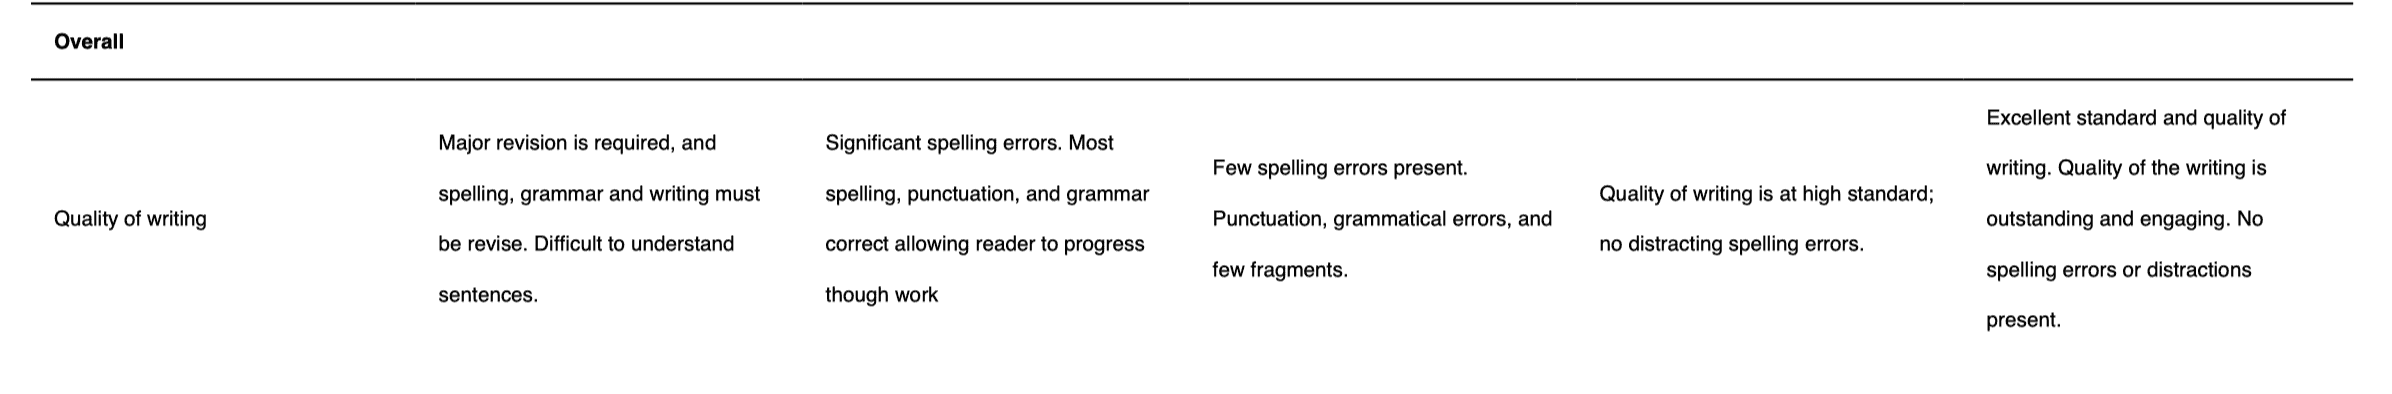 Overall
Quality of writing
Major revision is required, and
spelling, grammar and writing must
be revise. Difficult to understand
sentences.
Significant spelling errors. Most
spelling, punctuation, and grammar
correct allowing reader to progress
though work
Few spelling errors present.
Punctuation, grammatical errors, and
few fragments.
Quality of writing is at high standard;
no distracting spelling errors.
Excellent standard and quality of
writing. Quality of the writing is
outstanding and engaging. No
spelling errors or distractions
present.